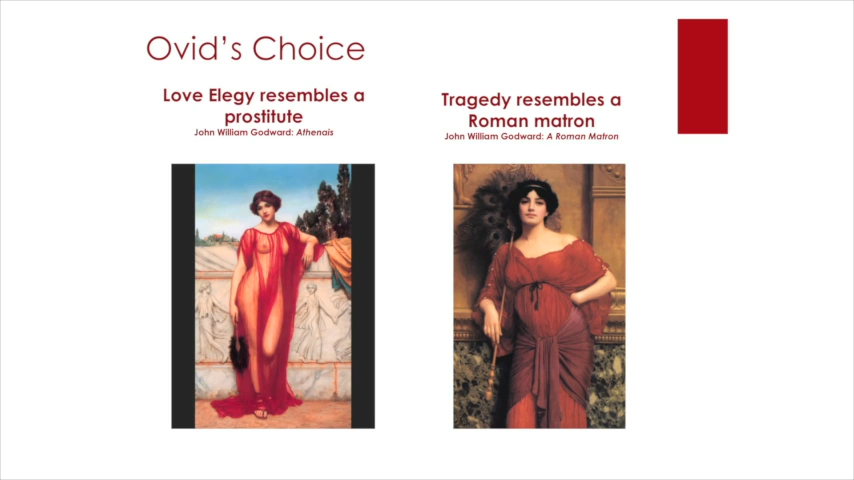 Ovid's Choice
Love Elegy resembles a
prostitute
John William Godward: Athenais
Tragedy resembles a
Roman matron
John William Godward: A Roman Matron